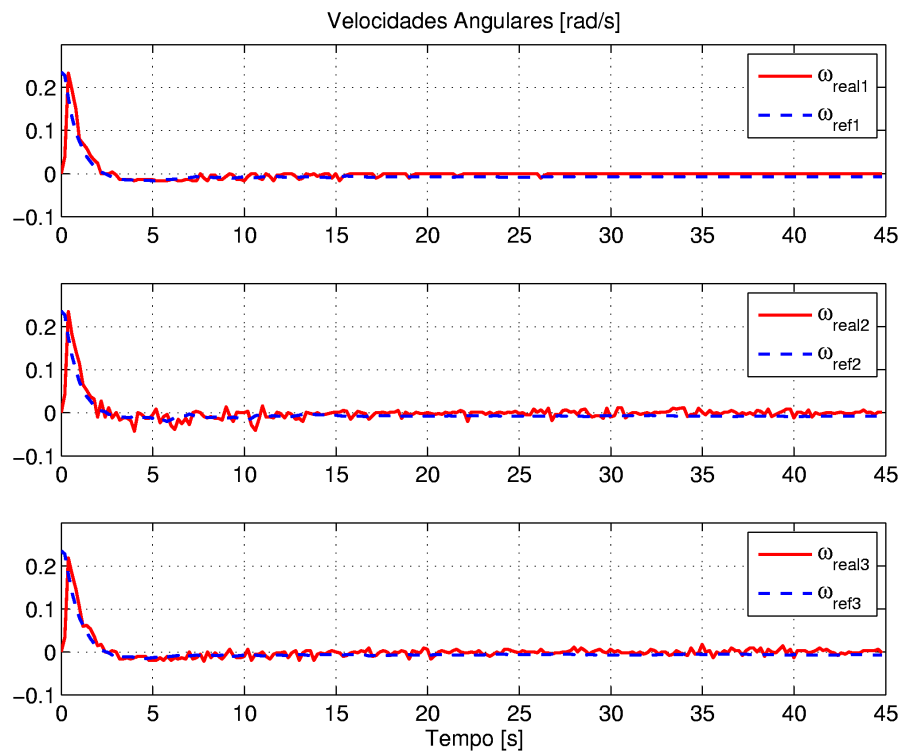 Velocidades Angulares [rad/s]
0.2
0.1
0
−0.1
0 5 10 15 20 25 30 35 40 45
ω real1
ω ref1
0.2
0.1
0
−0.1
0 5 10 15 20 25 30 35 40 45
ω real2
ω ref2
0.2
0.1
0
−0.1
0 5 10 15 20 25 30 35 40 45
ω real3
ω ref3
Tempo [s]